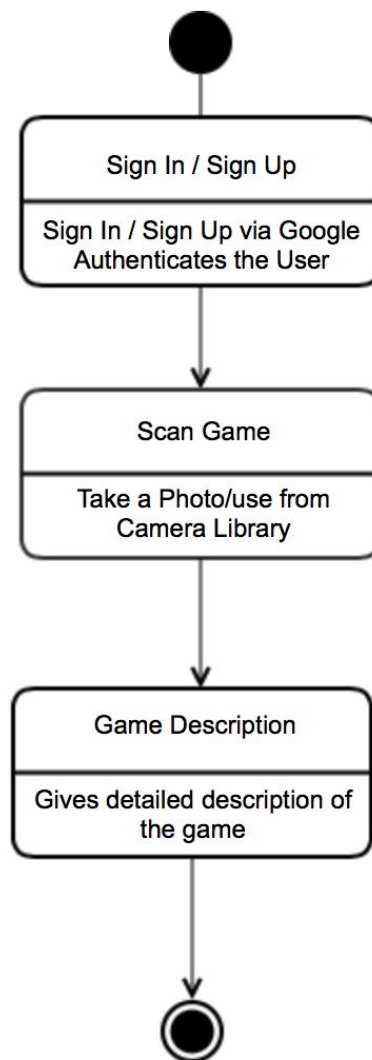 Sign In / Sign Up
Sign In / Sign Up via Google
Authenticates the User
Scan Game
Take a Photo/use from
Camera Library
Game Description
Gives detailed description of
the game